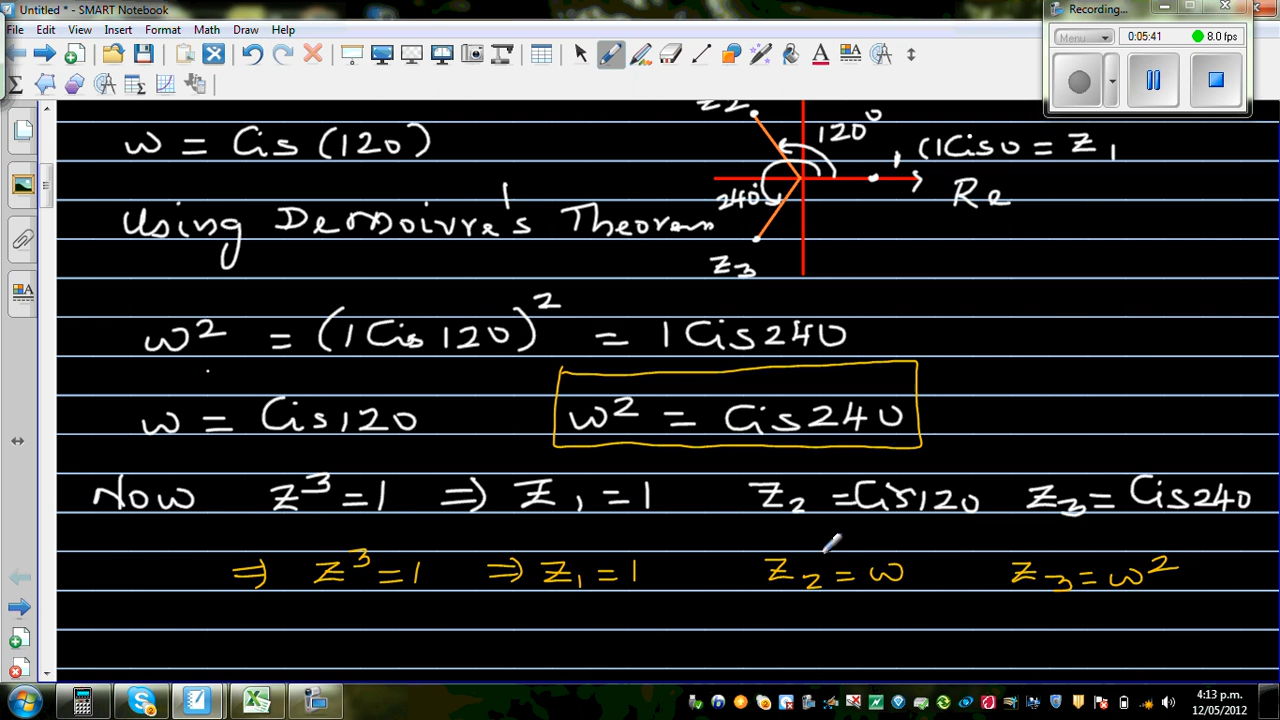 Untitled * - SMART Notebook
Recording...
File Edit View Insert Format Tools Math Draw Help
Menu 0:05:41 8.0 fps
z2
120⁰
w = Cis (120)
1Cis0 = Z₁
240°
Re
Using DeMoivre's Theorem
Z₃
w² = (1Cis120)² = 1Cis240
w = Cis120 w² = Cis240
Now z³=1 ⇒ Z₁ = 1 Z₂ = Cis120 Z₃ = Cis240
⇒ Z³=1 ⇒ Z₁=1 Z₂ = w Z₃ = w²
4:13 p.m.
12/05/2012